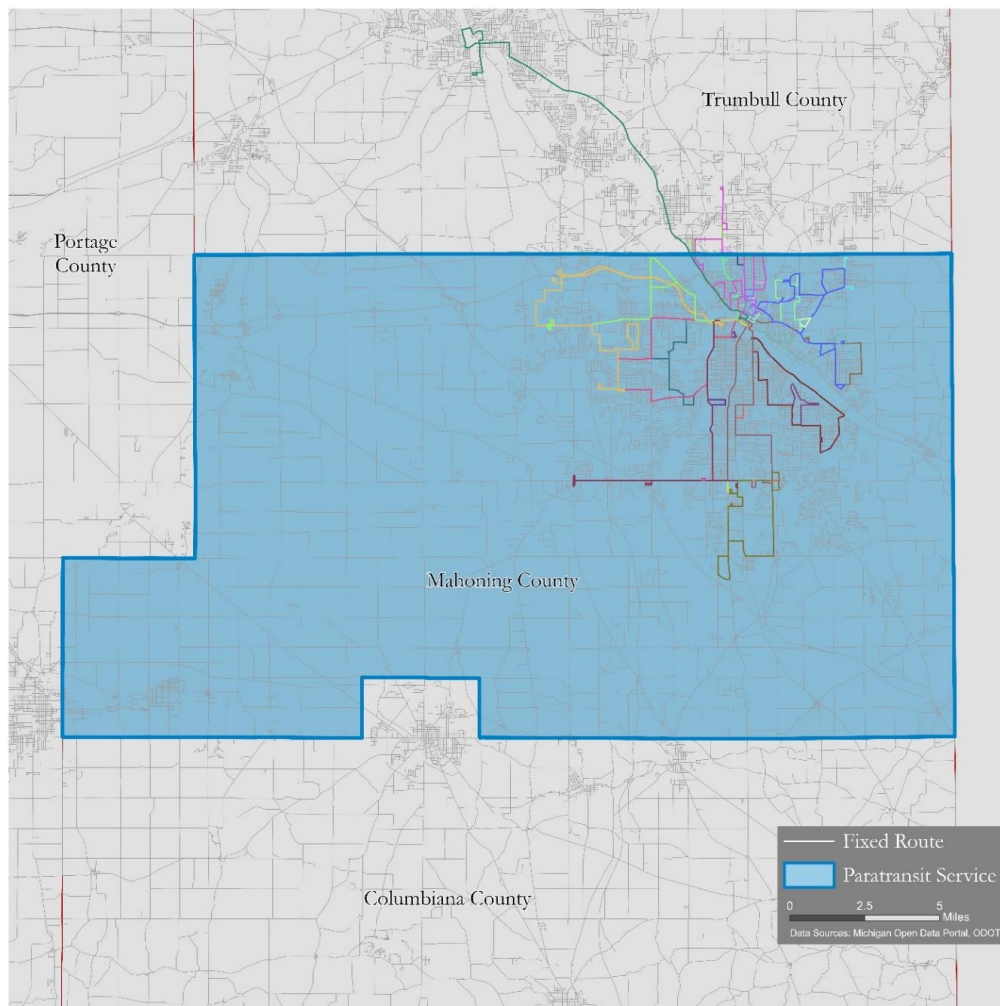 Trumbull County
Portage
County
Mahoning County
Columbiana County
Fixed Route
Paratransit Service
0 2.5 5
Miles
Data Sources: Michigan Open Data Portal, ODOT